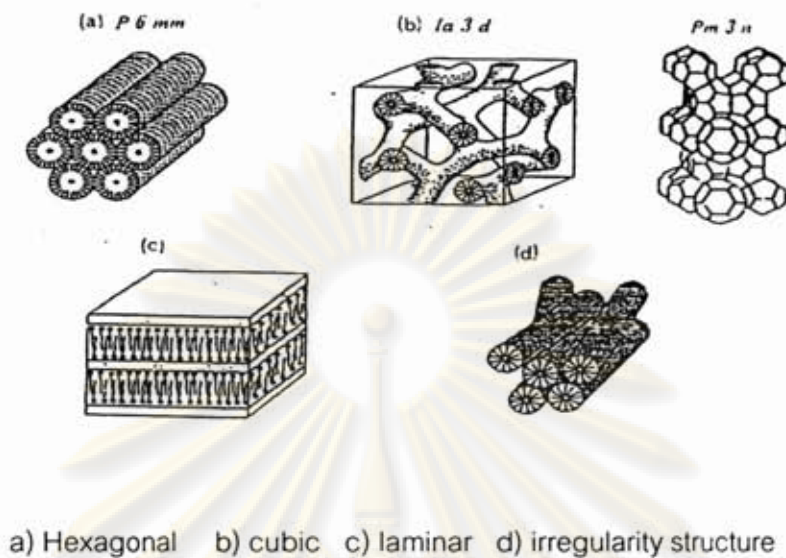 (a) P 6 mm (b) Ia 3 d Pm 3 n
(c) (d)
a) Hexagonal b) cubic c) laminar d) irregularity structure